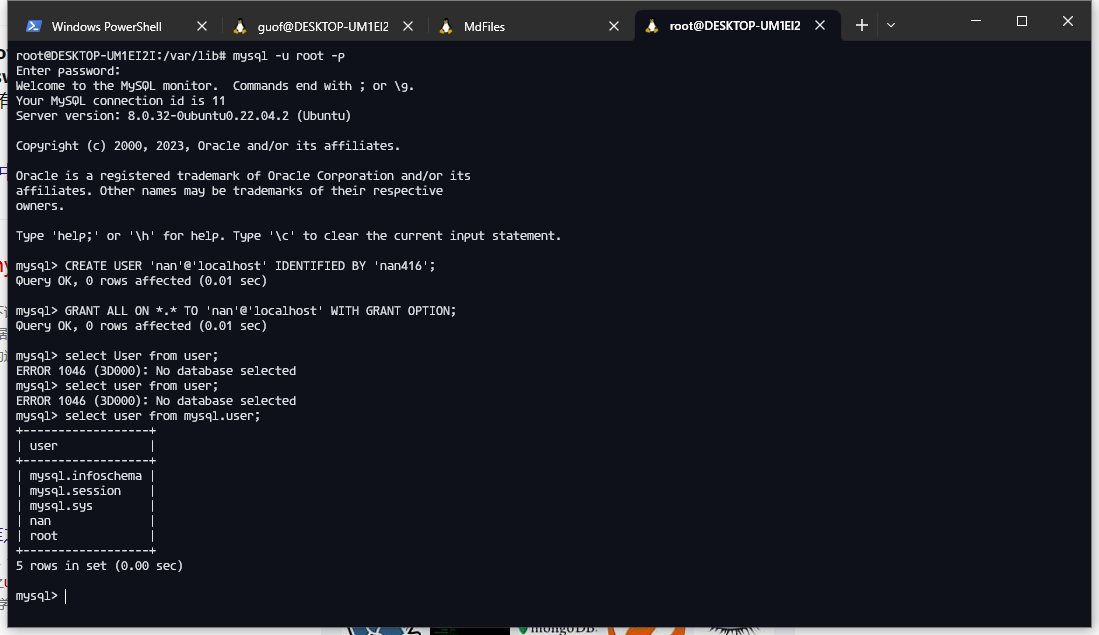 Windows PowerShell
guof@DESKTOP-UM1EI2
MdFiles
root@DESKTOP-UM1EI2
root@DESKTOP-UM1EI2I:/var/lib# mysql -u root -p
Enter password:
Welcome to the MySQL monitor.  Commands end with ; or \g.
Your MySQL connection id is 11
Server version: 8.0.32-0ubuntu0.22.04.2 (Ubuntu)
Copyright (c) 2000, 2023, Oracle and/or its affiliates.
Oracle is a registered trademark of Oracle Corporation and/or its
affiliates. Other names may be trademarks of their respective
owners.
Type 'help;' or '\h' for help. Type '\c' to clear the current input statement.
mysql> CREATE USER 'nan'@'localhost' IDENTIFIED BY 'nan416';
Query OK, 0 rows affected (0.01 sec)
mysql> GRANT ALL ON *.* TO 'nan'@'localhost' WITH GRANT OPTION;
Query OK, 0 rows affected (0.01 sec)
mysql> select User from user;
ERROR 1046 (3D000): No database selected
mysql> select user from user;
ERROR 1046 (3D000): No database selected
mysql> select user from mysql.user;
+------------------+
| user             |
+------------------+
| mysql.infoschema |
| mysql.session    |
| mysql.sys        |
| nan              |
| root             |
+------------------+
5 rows in set (0.00 sec)
mysql>
mongoDB.